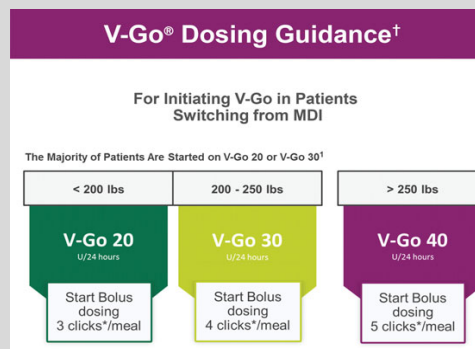 V-Go® Dosing Guidance†
For Initiating V-Go in Patients
Switching from MDI
The Majority of Patients Are Started on V-Go 20 or V-Go 30¹
< 200 lbs
200 - 250 lbs
> 250 lbs
V-Go 20
U/24 hours
V-Go 30
U/24 hours
V-Go 40
U/24 hours
Start Bolus
dosing
3 clicks*/meal
Start Bolus
dosing
4 clicks*/meal
Start Bolus
dosing
5 clicks*/meal